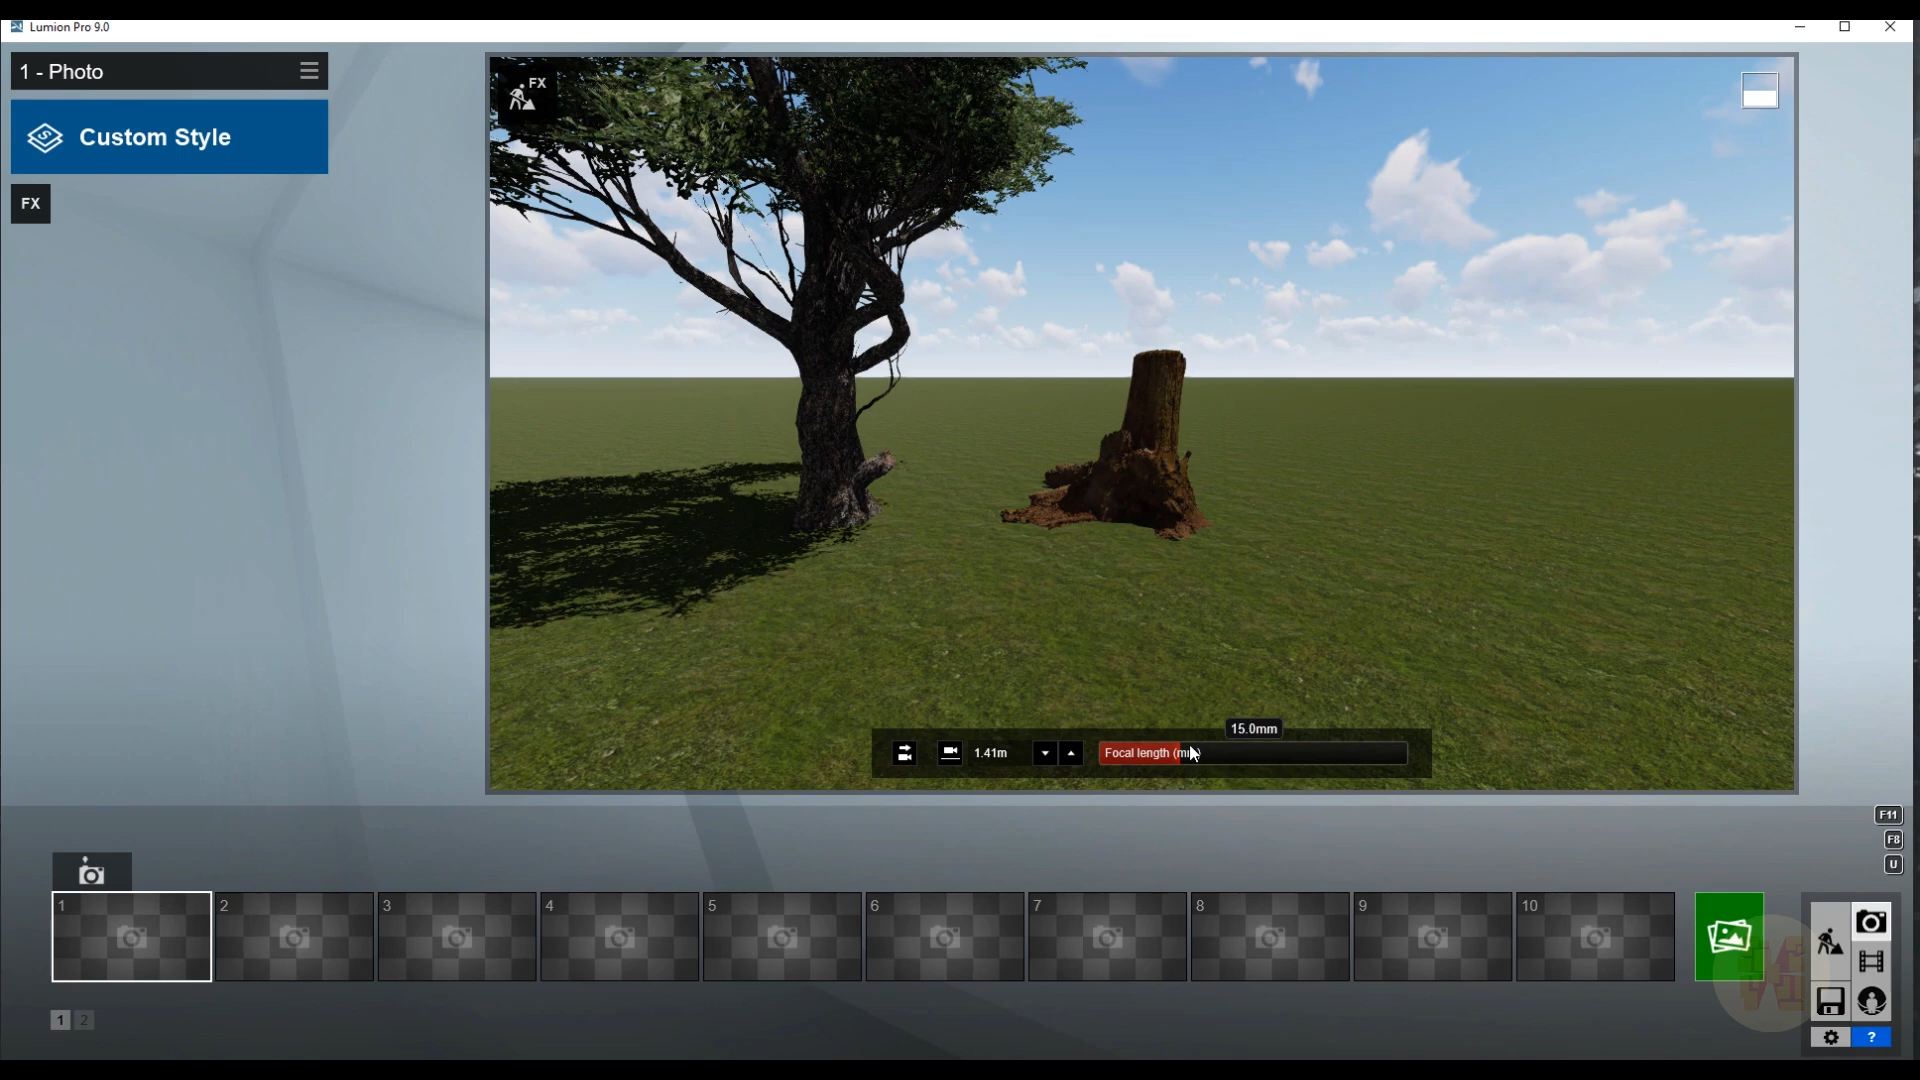 Lumion Pro 9.0
1 - Photo
Custom Style
FX
FX
15.0mm
1.41m
Focal length (mm)
F11
F8
U
1
2
3
4
5
6
7
8
9
10
1
2
?